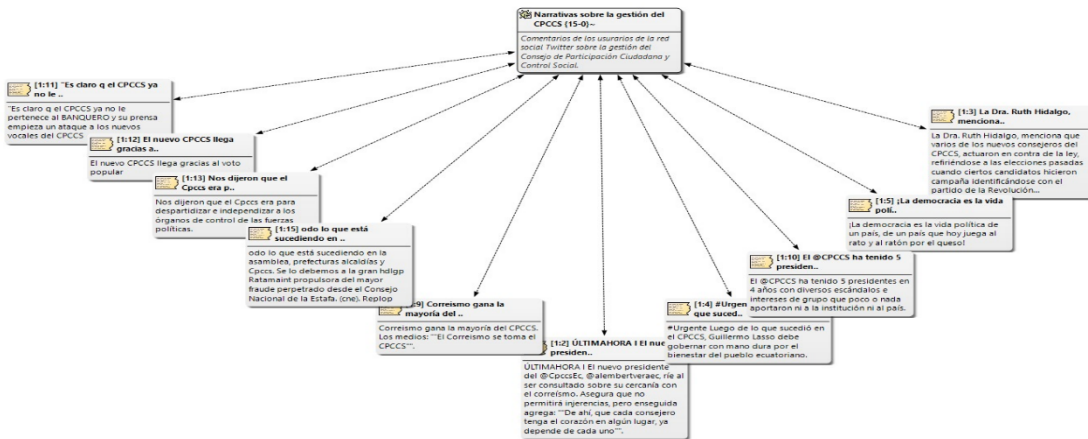 Narrativas sobre la gestión del
CPCCS {15-0}~
Comentarios de los usurarios de la red
social Twitter sobre la gestión del
Consejo de Participación Ciudadana y
Control Social.
[1:11] "Es claro q el CPCCS ya
no le ..
"Es claro q el CPCCS ya no le
pertenece al BANQUERO y su prensa
empieza un ataque a los nuevos
vocales del CPCCS
[1:12] El nuevo CPCCS llega
gracias a..
El nuevo CPCCS llega gracias al voto
popular
[1:13] Nos dijeron que el
Cpccs era p..
Nos dijeron que el Cpccs era para
despartidizar e independizar a los
órganos de control de las fuerzas
políticas.
[1:15] odo lo que está
sucediendo en ..
odo lo que está sucediendo en la
asamblea, prefecturas alcaldías y
Cpccs. Se lo debemos a la gran hdlgp
Ratamaint propulsora del mayor
fraude perpetrado desde el Consejo
Nacional de la Estafa. (cne). Replop
:9] Correismo gana la
mayoría del ..
Correismo gana la mayoría del CPCCS.
Los medios: ""El Correismo se toma el
CPCCS"".
[1:2] ÚLTIMAHORA I El nue
presiden..
ÚLTIMAHORA I El nuevo presidente
del @CpccsEc, @alembertveraec, ríe al
ser consultado sobre su cercanía con
el correísmo. Asegura que no
permitirá injerencias, pero enseguida
agrega: ""De ahí, que cada consejero
tenga el corazón en algún lugar, ya
depende de cada uno"".
[1:4] #Urgen
que suced..
#Urgente Luego de lo que sucedió en
el CPCCS, Guillermo Lasso debe
gobernar con mano dura por el
bienestar del pueblo ecuatoriano.
[1:10] El @CPCCS ha tenido 5
presiden..
El @CPCCS ha tenido 5 presidentes en
4 años con diversos escándalos e
intereses de grupo que poco o nada
aportaron ni a la institución ni al país.
[1:5] ¡La democracia es la vida
polí..
¡La democracia es la vida política de
un país, de un país que hoy juega al
rato y al ratón por el queso!
[1:3] La Dra. Ruth Hidalgo,
menciona..
La Dra. Ruth Hidalgo, menciona que
varios de los nuevos consejeros del
CPCCS, actuaron en contra de la ley,
refiriéndose a las elecciones pasadas
cuando ciertos candidatos hicieron
campaña identificándose con el
partido de la Revolución...